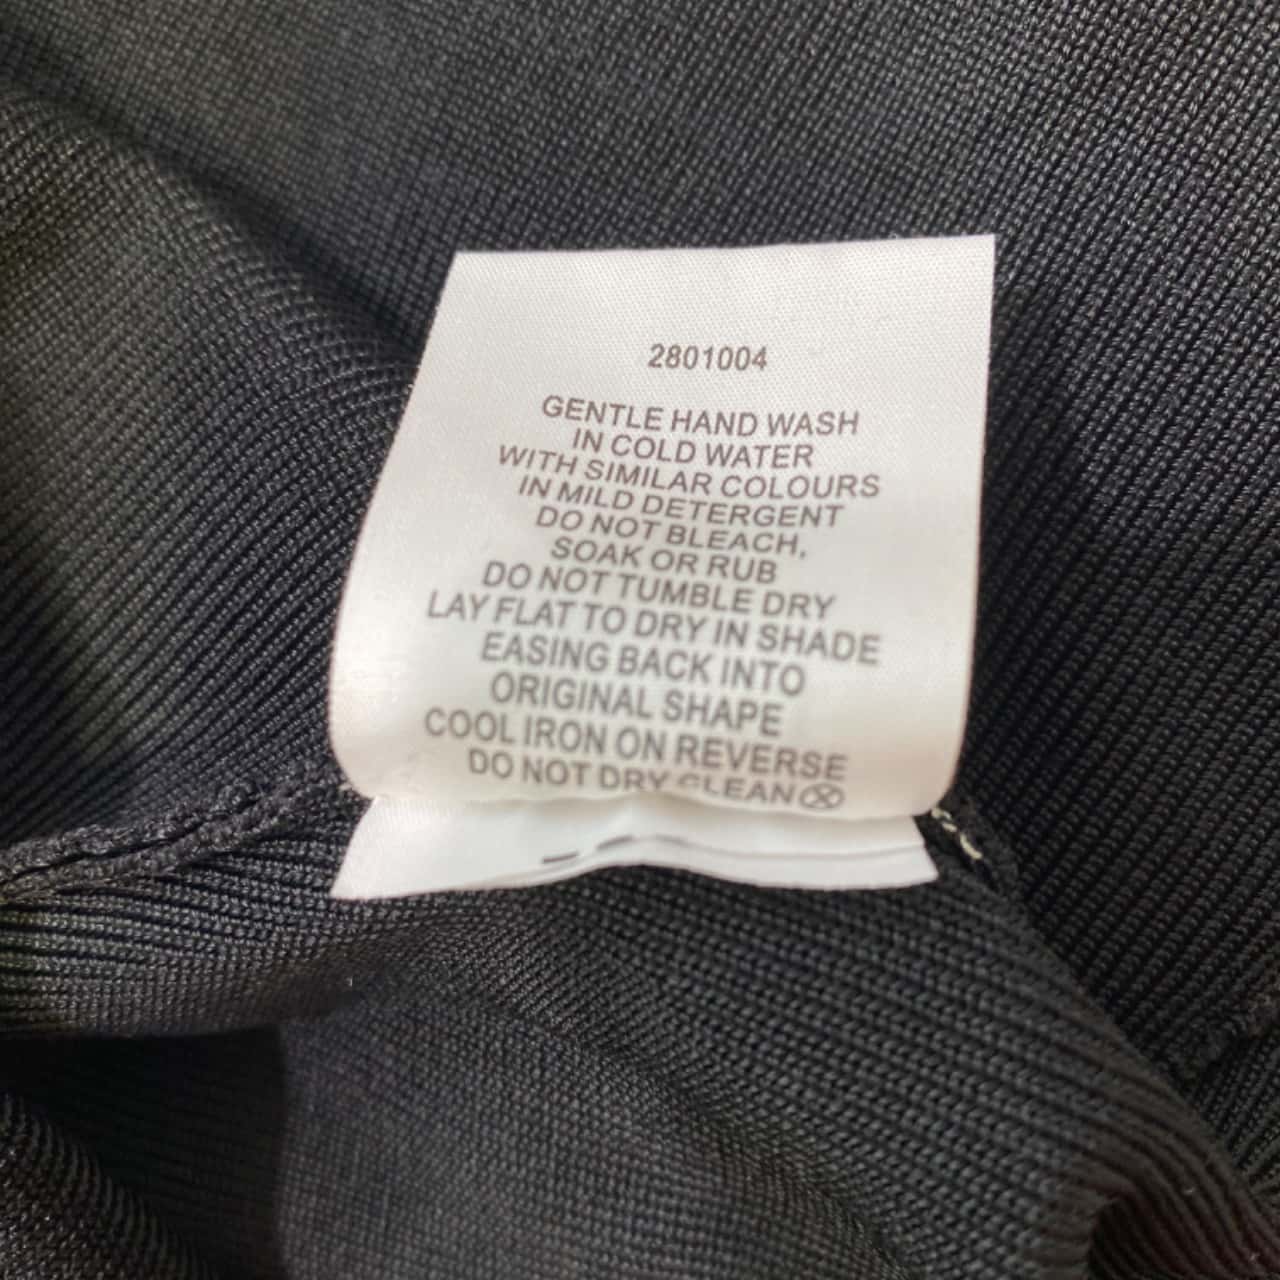 2801004
GENTLE HAND WASH
IN COLD WATER
WITH SIMILAR COLOURS
IN MILD DETERGENT
DO NOT BLEACH,
SOAK OR RUB
DO NOT TUMBLE DRY
LAY FLAT TO DRY IN SHADE
EASING BACK INTO
ORIGINAL SHAPE
COOL IRON ON REVERSE
DO NOT DRY CLEAN